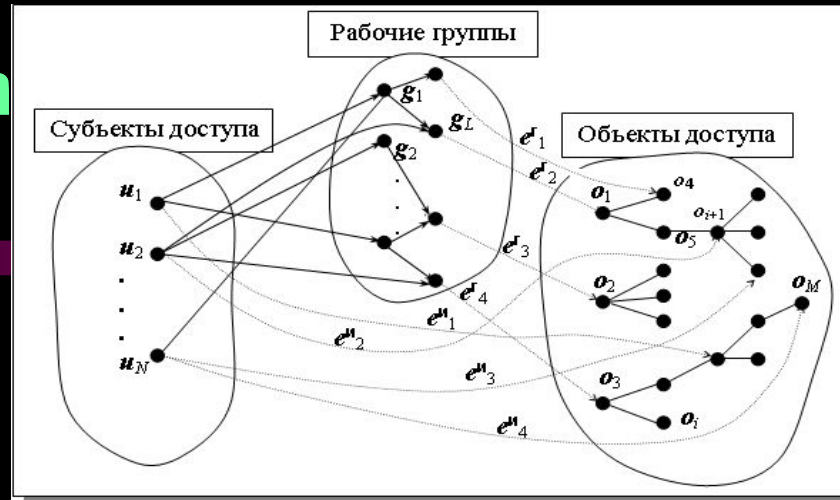 Рабочие группы
Субъекты доступа
Объекты доступа
g1
gL
g2
u1
u2
uN
eг1
eг2
eг3
eг4
eи1
eи2
eи3
eи4
o1
o4
o5
oi+1
o2
oM
o3
oi